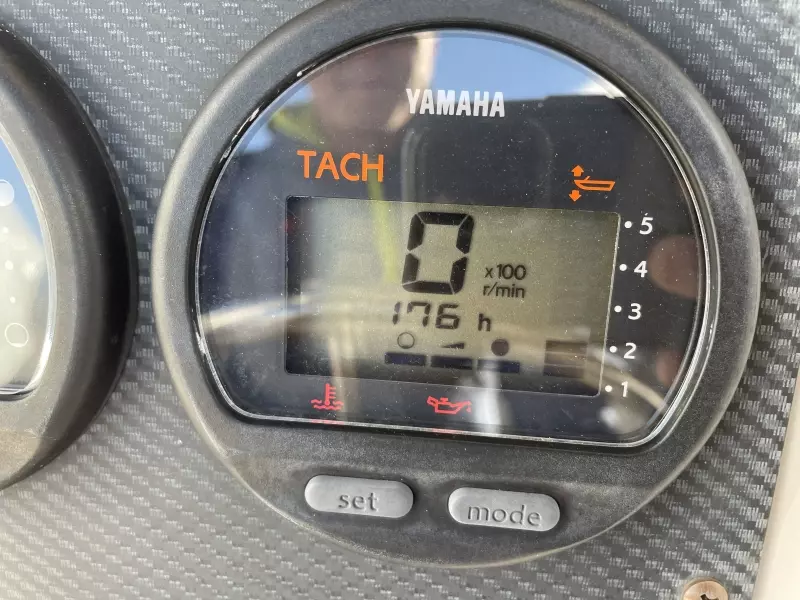 YAMAHA
TACH
0 x100 r/min
176 h
5
4
3
2
1
set
mode